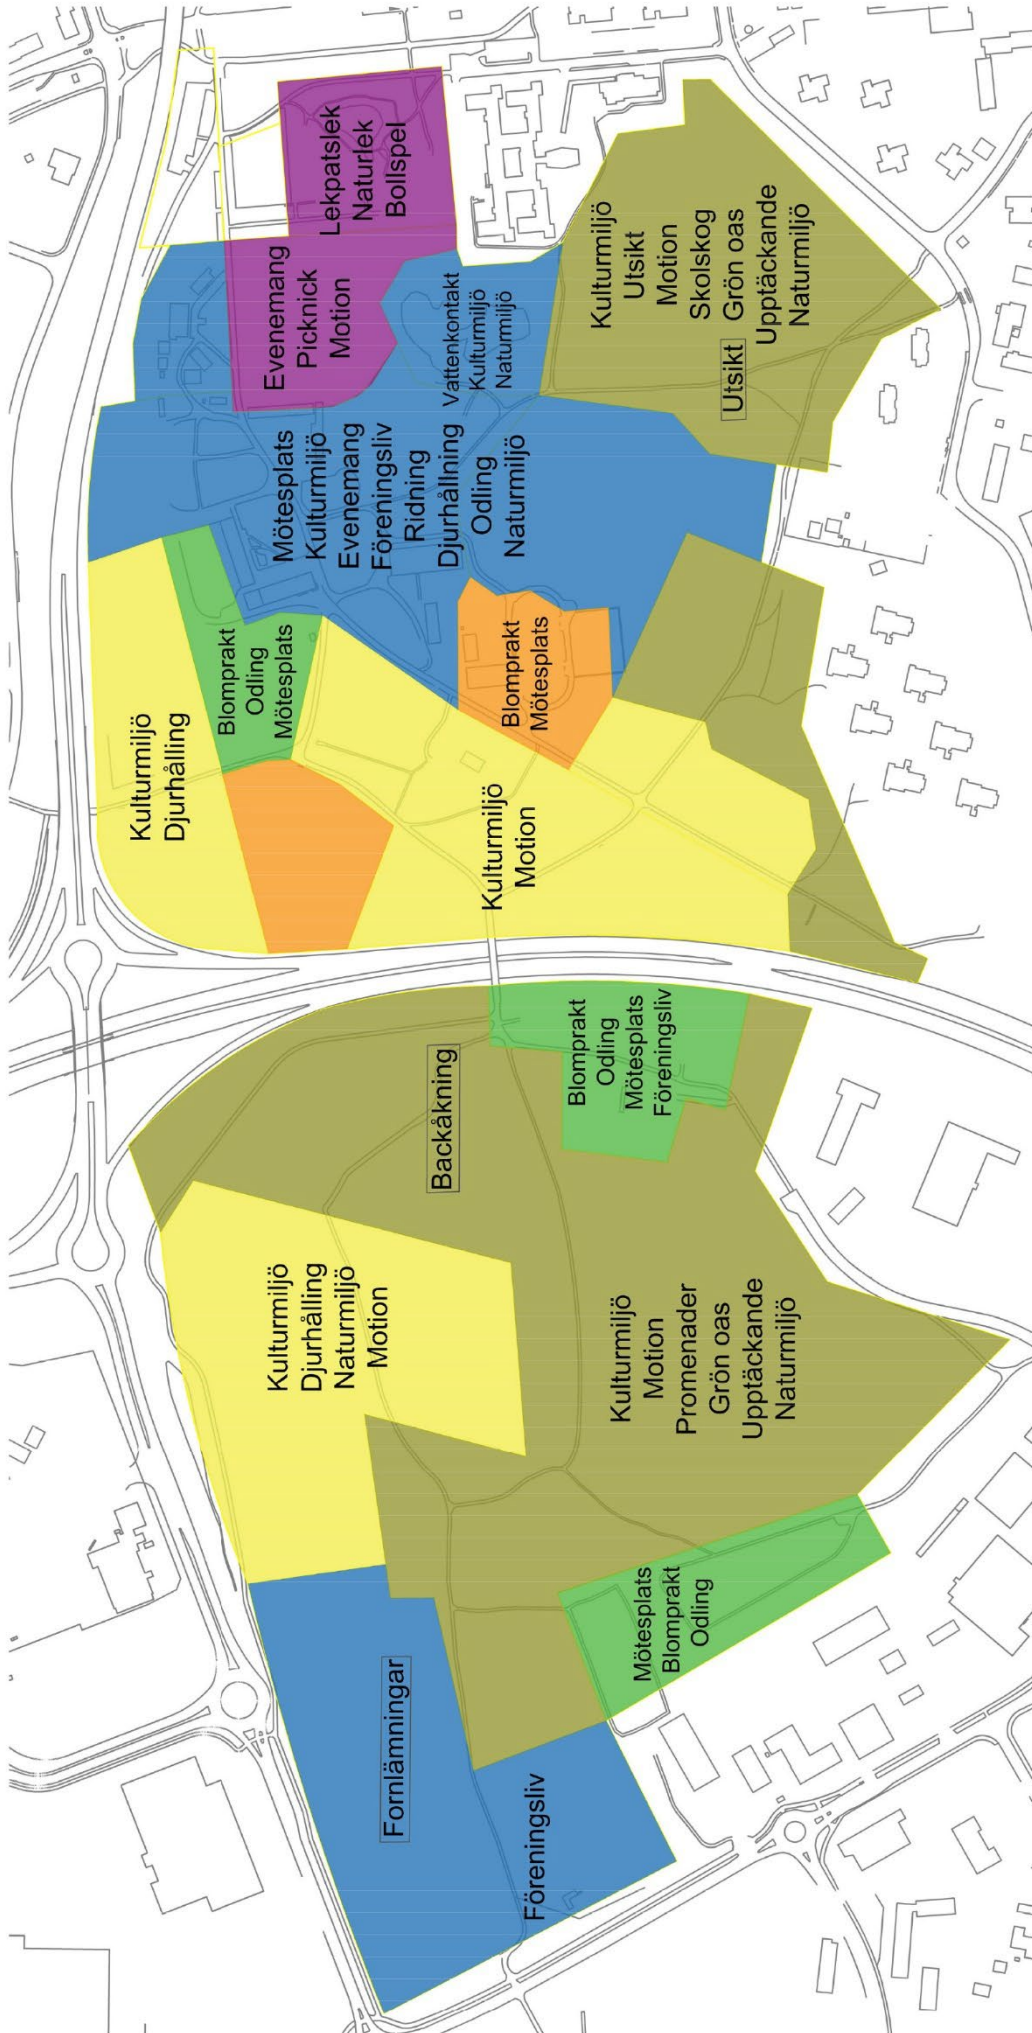 Fornlämningar
Föreningsliv
Kulturmiljö
Djurhålling
Naturmiljö
Motion
Mötesplats
Blomprakt
Odling
Kulturmiljö
Motion
Promenader
Grön oas
Upptäckande
Naturmiljö
Backåkning
Blomprakt
Odling
Mötesplats
Föreningsliv
Kulturmiljö
Djurhålling
Kulturmiljö
Motion
Blomprakt
Odling
Mötesplats
Blomprakt
Mötesplats
Mötesplats
Kulturmiljö
Evenemang
Föreningsliv
Ridning
Djurhållning
Odling
Naturmiljö
Evenemang
Picknick
Motion
Lekpatslek
Naturlek
Bollspel
Vattenkontakt
Kulturmiljö
Naturmiljö
Utsikt
Kulturmiljö
Utsikt
Motion
Skolskog
Grön oas
Upptäckande
Naturmiljö